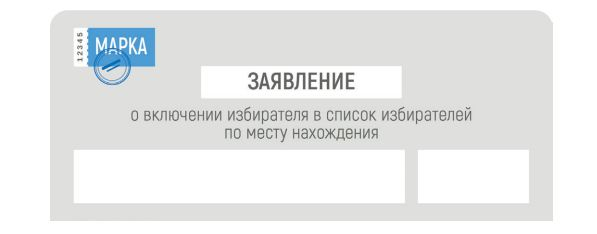 12345
МАРКА
ЗАЯВЛЕНИЕ
о включении избирателя в список избирателей
по месту нахождения